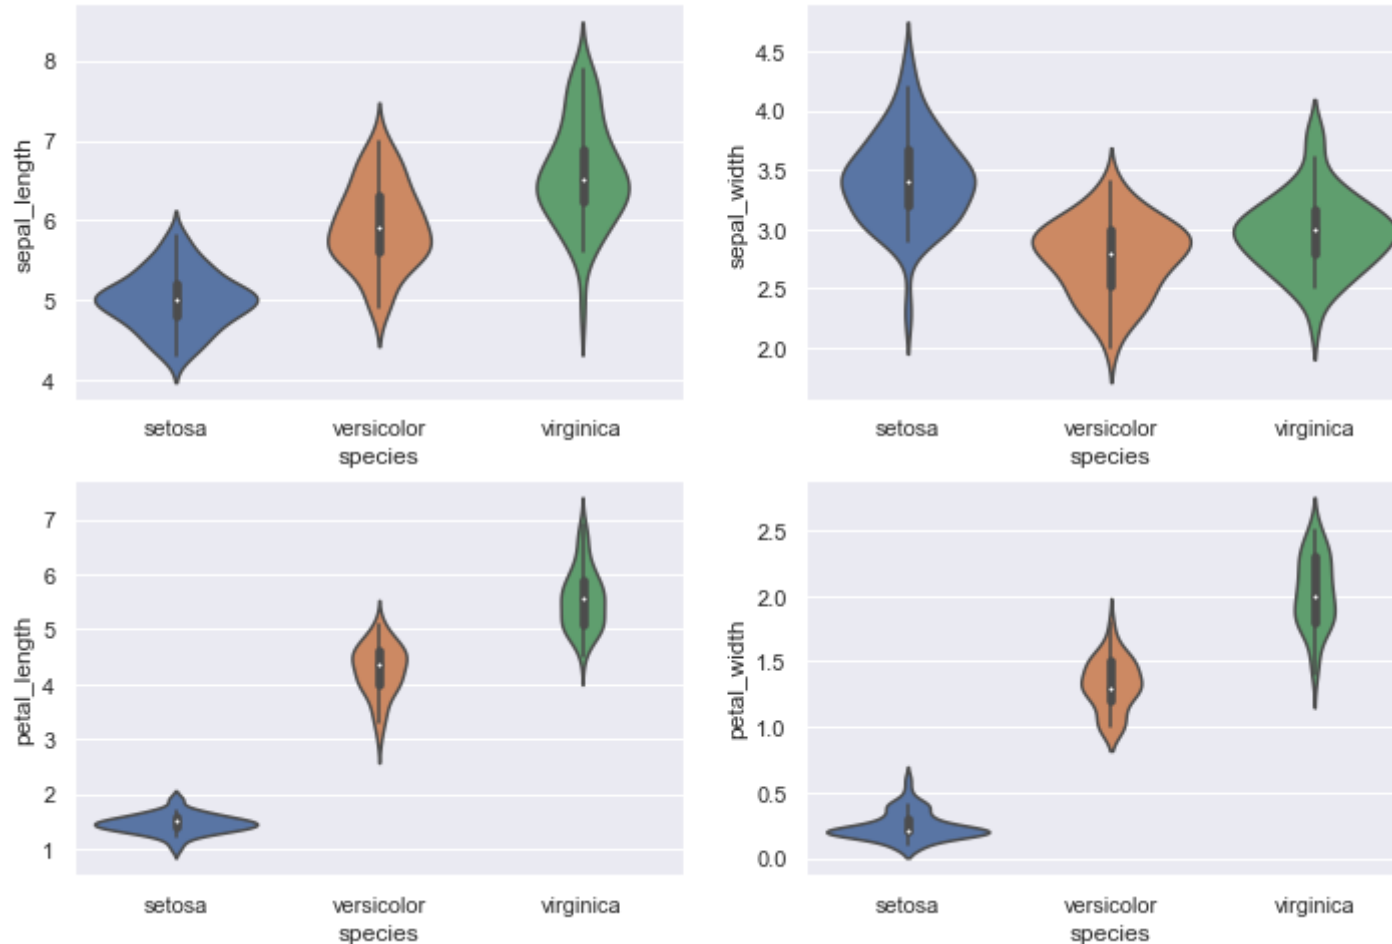 sepal_length
8
7
6
5
4
setosa versicolor virginica
species
sepal_width
4.5
4.0
3.5
3.0
2.5
2.0
setosa versicolor virginica
species
petal_length
7
6
5
4
3
2
1
setosa versicolor virginica
species
petal_width
2.5
2.0
1.5
1.0
0.5
0.0
setosa versicolor virginica
species